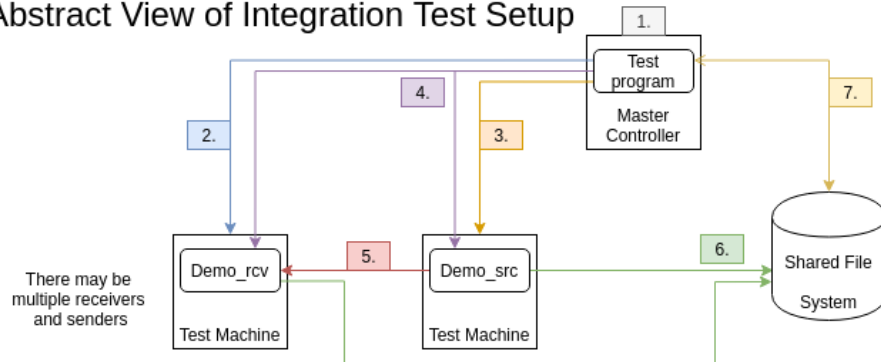 Abstract View of Integration Test Setup
1.
Test
program
Master
Controller
7.
4.
2.
3.
5.
6.
Demo_rcv
Test Machine
Demo_src
Test Machine
Shared File
System
There may be
multiple receivers
and senders